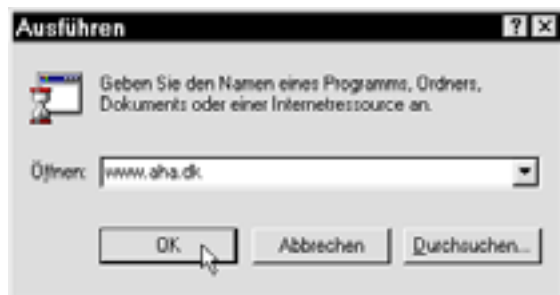 Ausführen
Geben Sie den Namen eines Programms, Ordners,
Dokuments oder einer Internetressource an.
Öffnen: www.aha.dk
OK Abbrechen Durchsuchen...